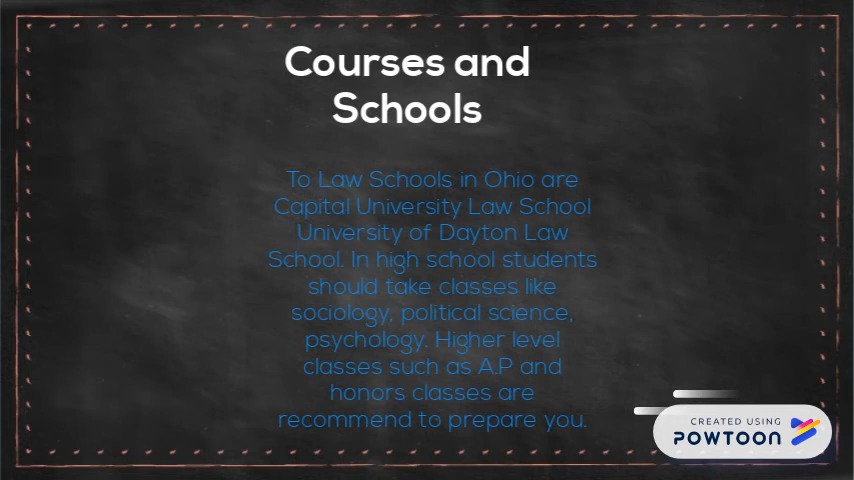 Courses and
Schools
To Law Schools in Ohio are
Capital University Law School
University of Dayton Law
School. In high school students
should take classes like
sociology, political science,
psychology. Higher level
classes such as A.P and
honors classes are
recommend to prepare you.
CREATED USING
POWTOON